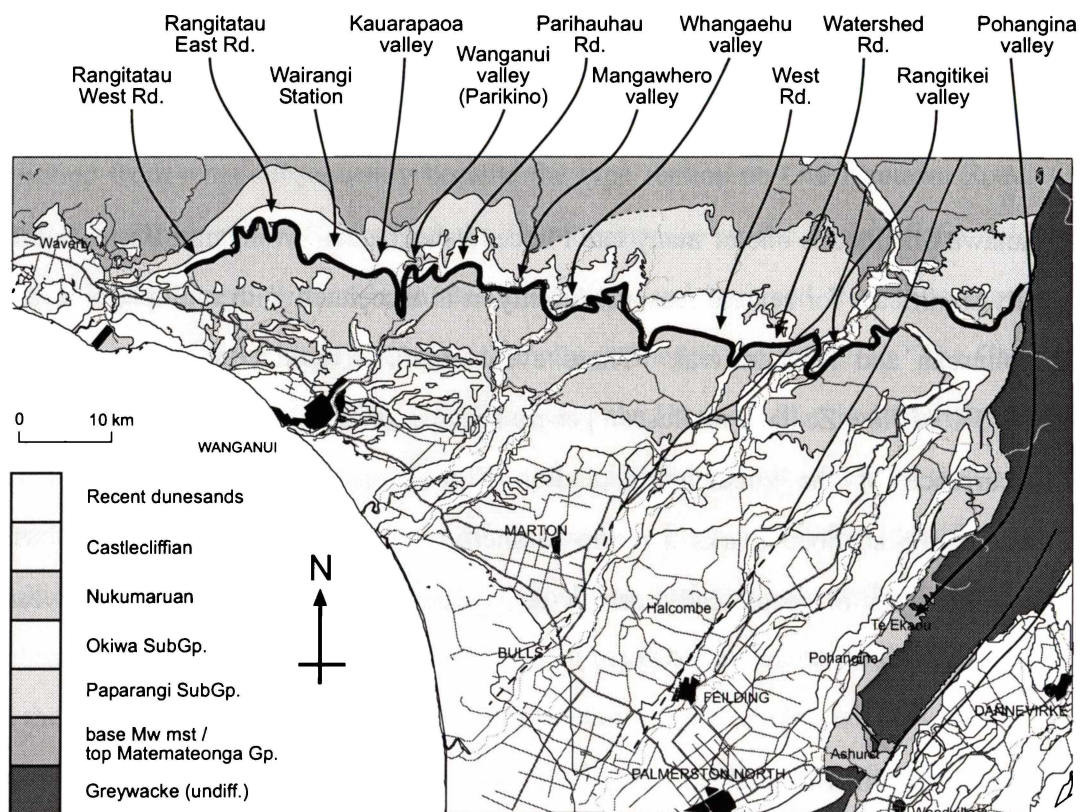 Rangitatau
East Rd.
Kauarapaoa
valley
Parihauhau
Rd.
Whangaehu
valley
Watershed
Rd.
Pohangina
valley
Rangitatau
West Rd.
Wairangi
Station
Wanganui
valley
(Parikino)
Mangawhero
valley
West
Rd.
Rangitikei
valley
Waverly
0 10 km
WANGANUI
Recent dunesands
Castlecliffian
Nukumaruan
Okiwa SubGp.
Paparangi SubGp.
base Mw mst /
top Matemateonga Gp.
Greywacke (undiff.)
N
MARTON
Halcombe
BULLS
FEILDING
PALMERSTON NORTH
Te Ekaou
Pohangina
DANNEVIRKE
Ashurst